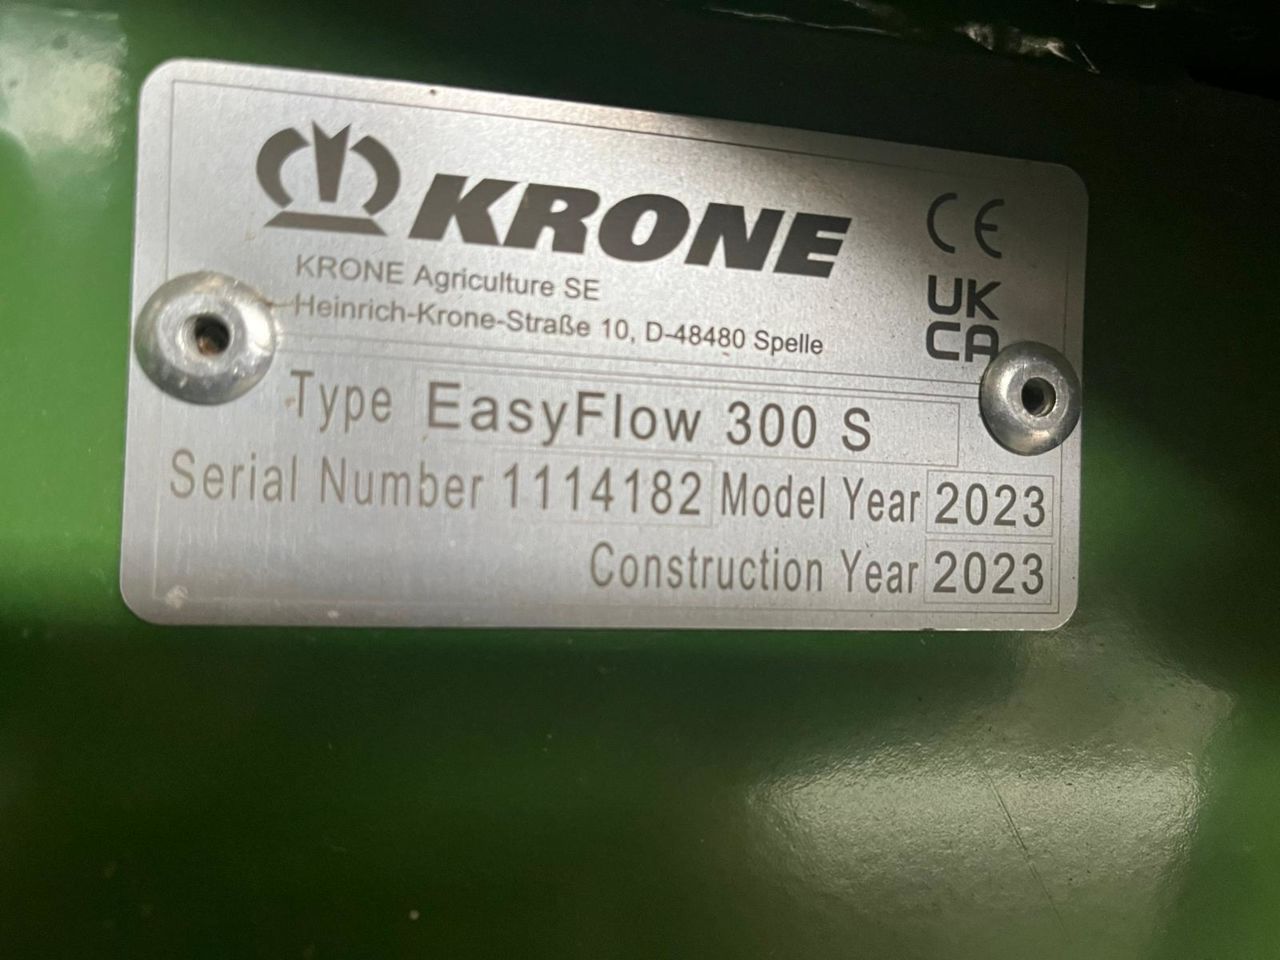 KRONE
CE
KRONE Agriculture SE
Heinrich-Krone-Straße 10, D-48480 Spelle
UK
CA
Type EasyFlow 300 S
Serial Number 1114182 Model Year 2023
Construction Year 2023